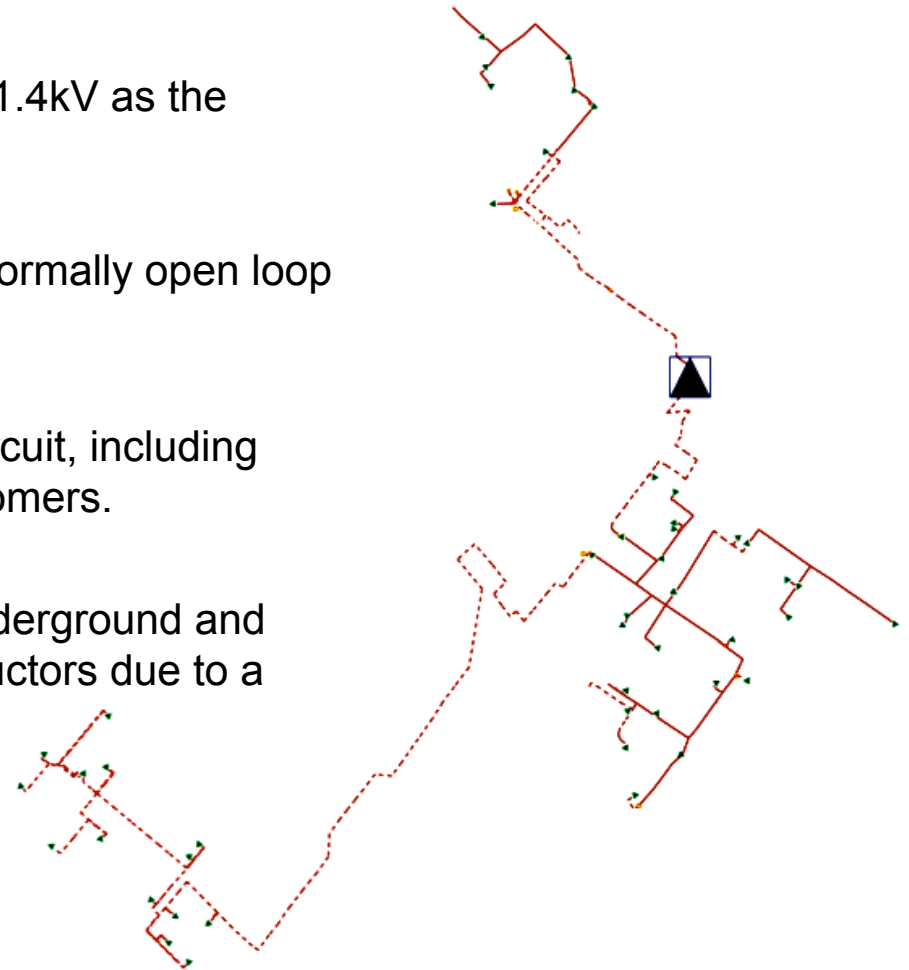 1.4kV as the
ormally open loop
cuit, including
omers.
derground and
uctors due to a